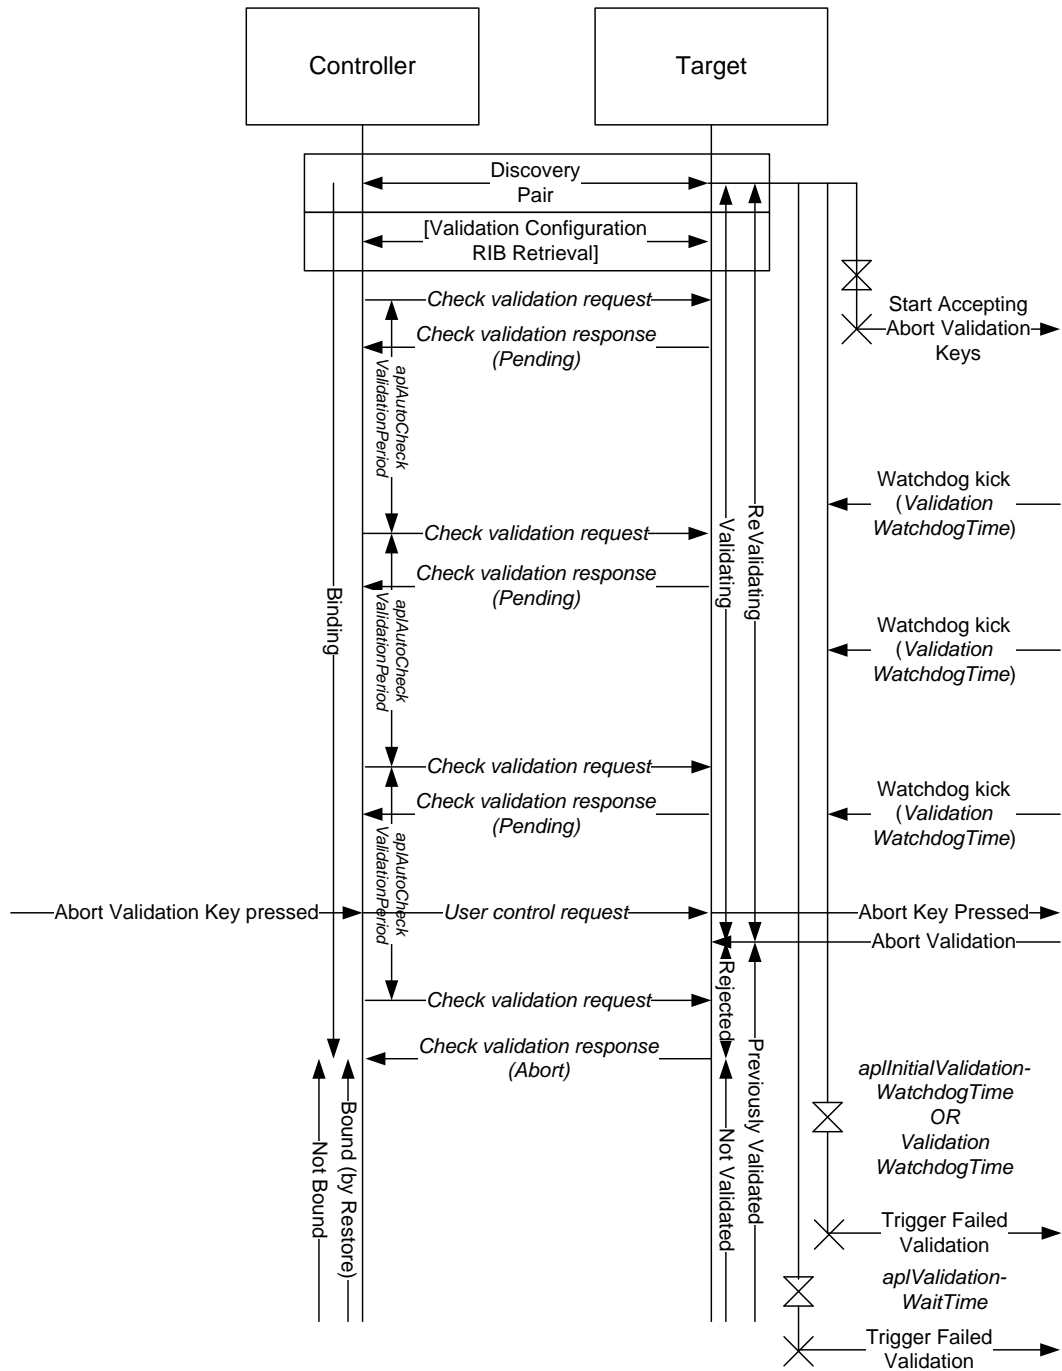 Controller
Target
Discovery
Pair
[Validation Configuration
RIB Retrieval]
Check validation request
Start Accepting
Abort Validation
Keys
Check validation response
(Pending)
aplAutoCheck
ValidationPeriod
Watchdog kick
(Validation
WatchdogTime)
Check validation request
Validating
ReValidating
Check validation response
(Pending)
Binding
aplAutoCheck
ValidationPeriod
Watchdog kick
(Validation
WatchdogTime)
Check validation request
Watchdog kick
(Validation
WatchdogTime)
Check validation response
(Pending)
aplAutoCheck
ValidationPeriod
Abort Validation Key pressed
User control request
Abort Key Pressed
Abort Validation
Rejected
Check validation request
Check validation response
(Abort)
Previously Validated
Not Validated
Bound (by Restore)
Not Bound
aplInitialValidation-
WatchdogTime
OR
Validation
WatchdogTime
Trigger Failed
Validation
aplValidation-
WaitTime
Trigger Failed
Validation